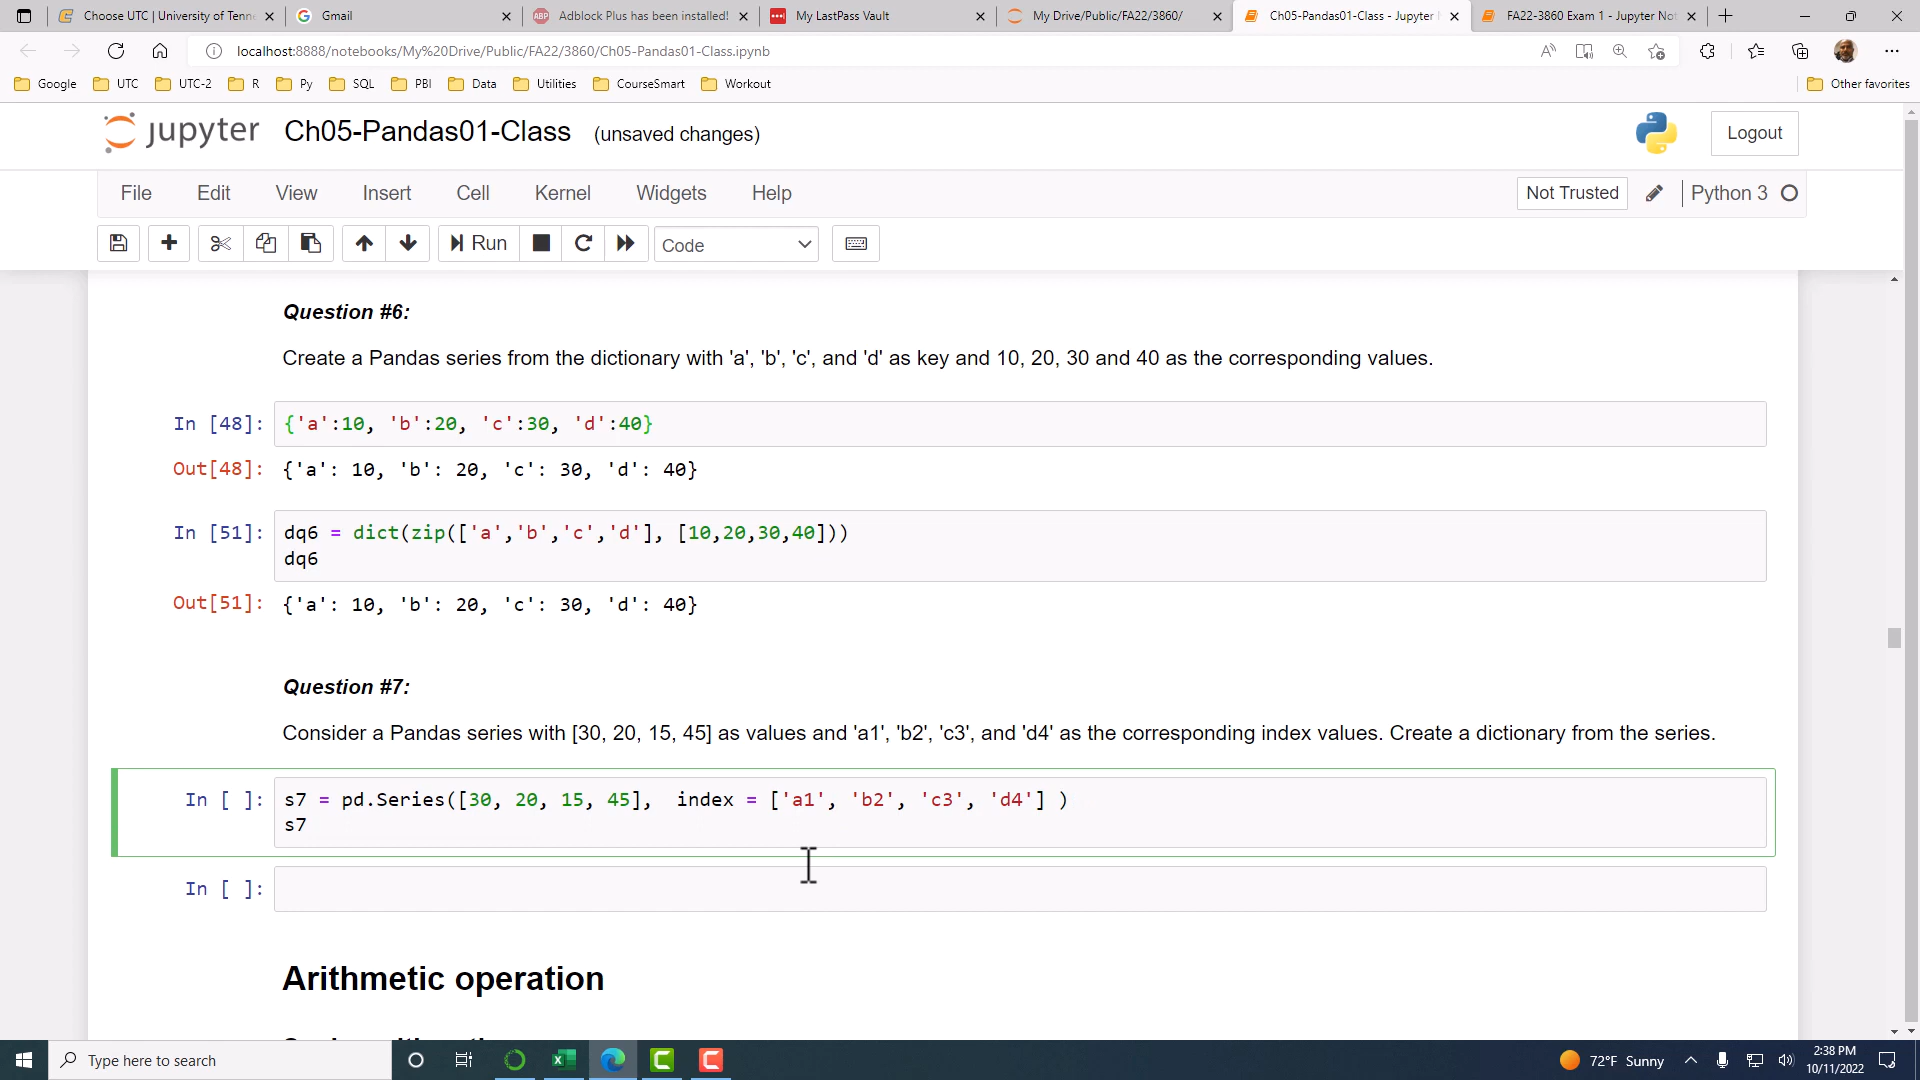 Choose UTC | University of Tenne
Gmail
Adblock Plus has been installed!
My LastPass Vault
My Drive/Public/FA22/3860/
Ch05-Pandas01-Class - Jupyter
FA22-3860 Exam 1 - Jupyter Not
localhost:8888/notebooks/My%20Drive/Public/FA22/3860/Ch05-Pandas01-Class.ipynb
Google UTC UTC-2 R Py SQL PBI Data Utilities CourseSmart Workout Other favorites
jupyter Ch05-Pandas01-Class (unsaved changes) Logout
File Edit View Insert Cell Kernel Widgets Help Not Trusted Python 3
Run Code
Question #6:
Create a Pandas series from the dictionary with 'a', 'b', 'c', and 'd' as key and 10, 20, 30 and 40 as the corresponding values.
In [48]: {'a':10, 'b':20, 'c':30, 'd':40}
Out[48]: {'a': 10, 'b': 20, 'c': 30, 'd': 40}
In [51]: dq6 = dict(zip(['a','b','c','d'], [10,20,30,40]))
dq6
Out[51]: {'a': 10, 'b': 20, 'c': 30, 'd': 40}
Question #7:
Consider a Pandas series with [30, 20, 15, 45] as values and 'a1', 'b2', 'c3', and 'd4' as the corresponding index values. Create a dictionary from the series.
In [ ]: s7 = pd.Series([30, 20, 15, 45],  index = ['a1', 'b2', 'c3', 'd4'] )
s7
In [ ]:
Arithmetic operation
Type here to search
72°F Sunny
2:38 PM
10/11/2022